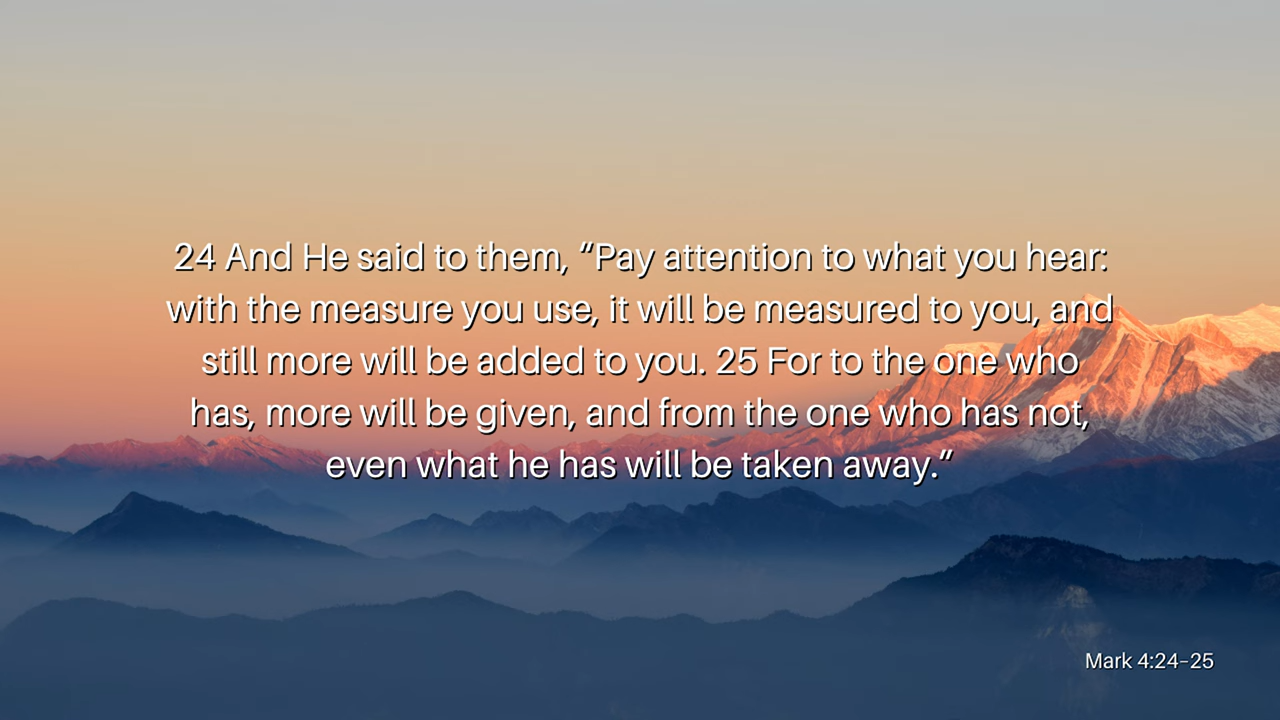 24 And He said to them, “Pay attention to what you hear:
with the measure you use, it will be measured to you, and
still more will be added to you. 25 For to the one who
has, more will be given, and from the one who has not,
even what he has will be taken away.”
Mark 4:24–25